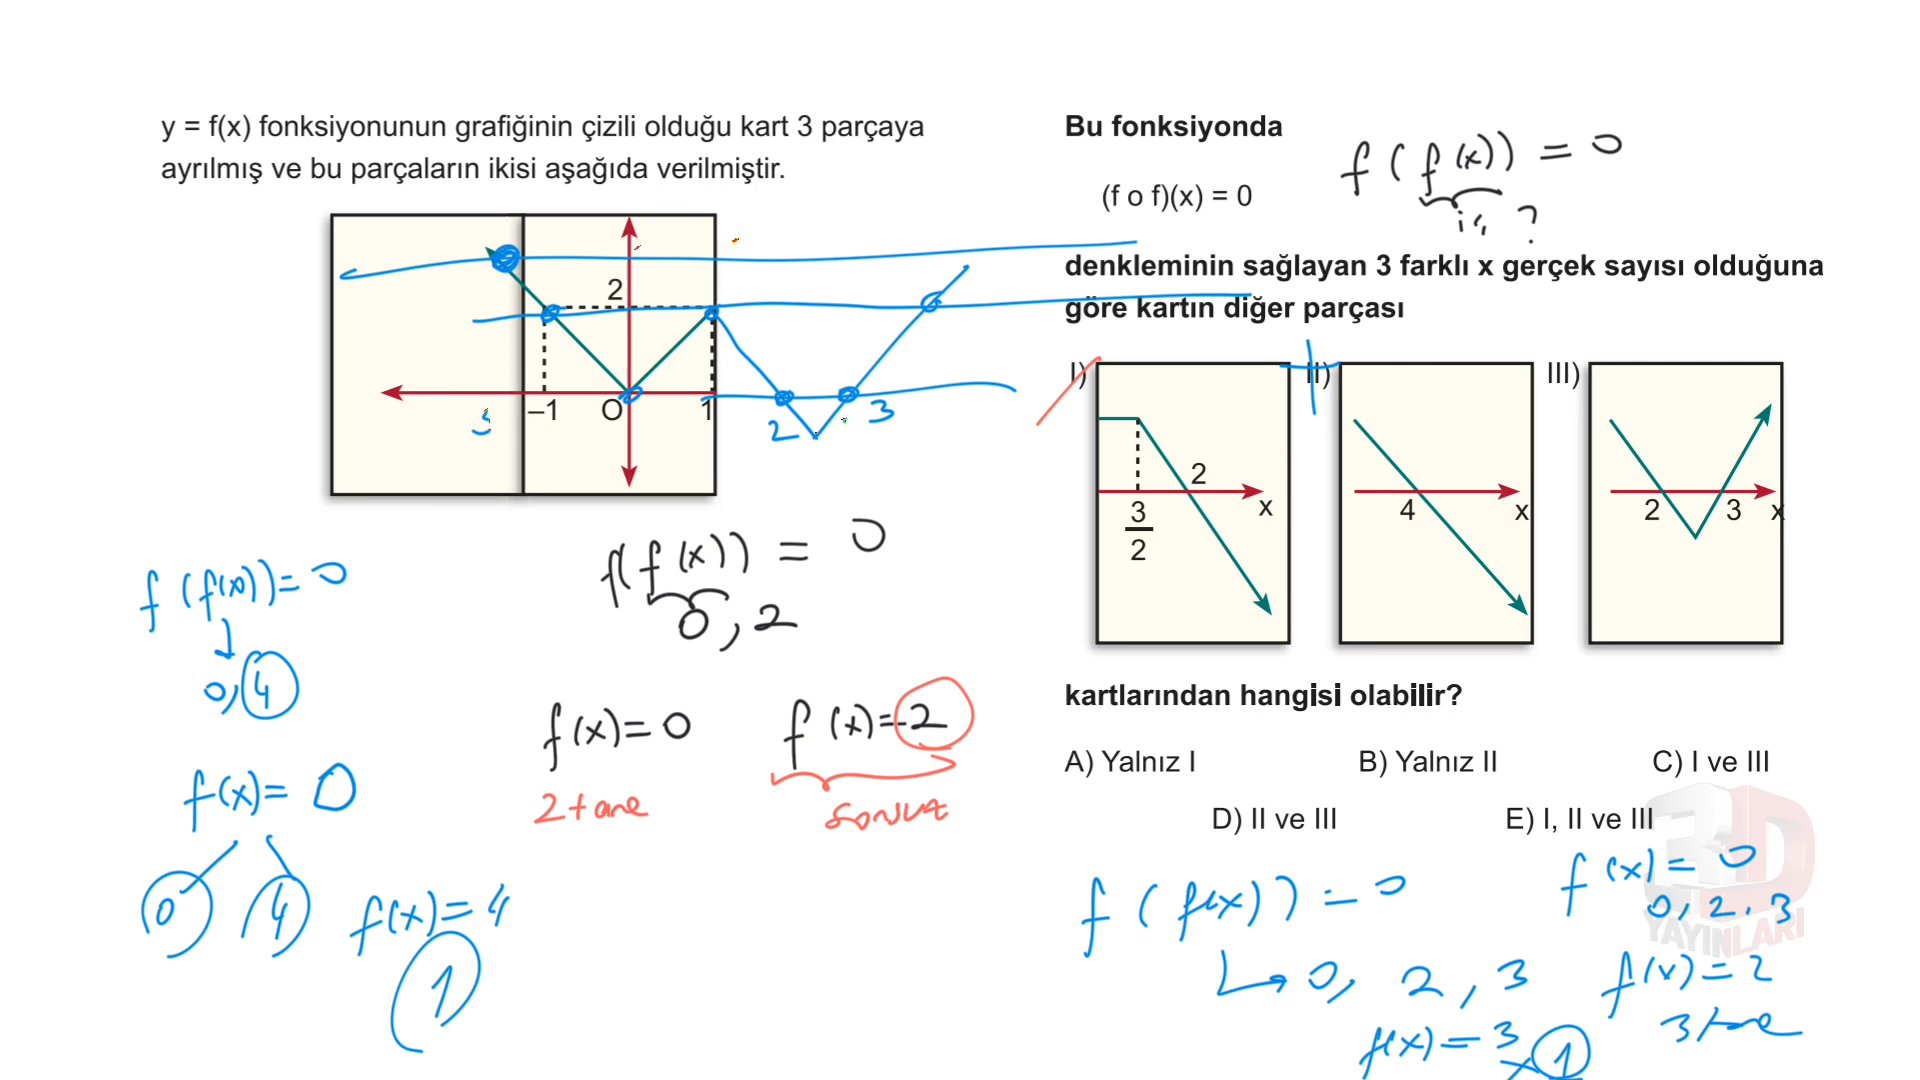 y = f(x) fonksiyonunun grafiğinin çizili olduğu kart 3 parçaya
ayrılmış ve bu parçaların ikisi aşağıda verilmiştir.
2
–1
O
1
2
3
f(f(x)) = 0
0, 2
f(x) = 0
2 tane
f(x) = 2
sonsuz
f(f(x)) = 0
0, 4
f(x) = 0
0
4
f(x) = 4
1
Bu fonksiyonda
(f o f)(x) = 0
f(f(x)) = 0
?
denkleminin sağlayan 3 farklı x gerçek sayısı olduğuna
göre kartın diğer parçası
I)
3
2
2
x
II)
4
x
III)
2
3
x
kartlarından hangisi olabilir?
A) Yalnız I
B) Yalnız II
C) I ve III
D) II ve III
E) I, II ve III
3D
YAYINLARI
f(f(x)) = 0
0, 2, 3
f(x) = 0
0, 2, 3
f(x) = 2
3 tane
f(x) = 3
1